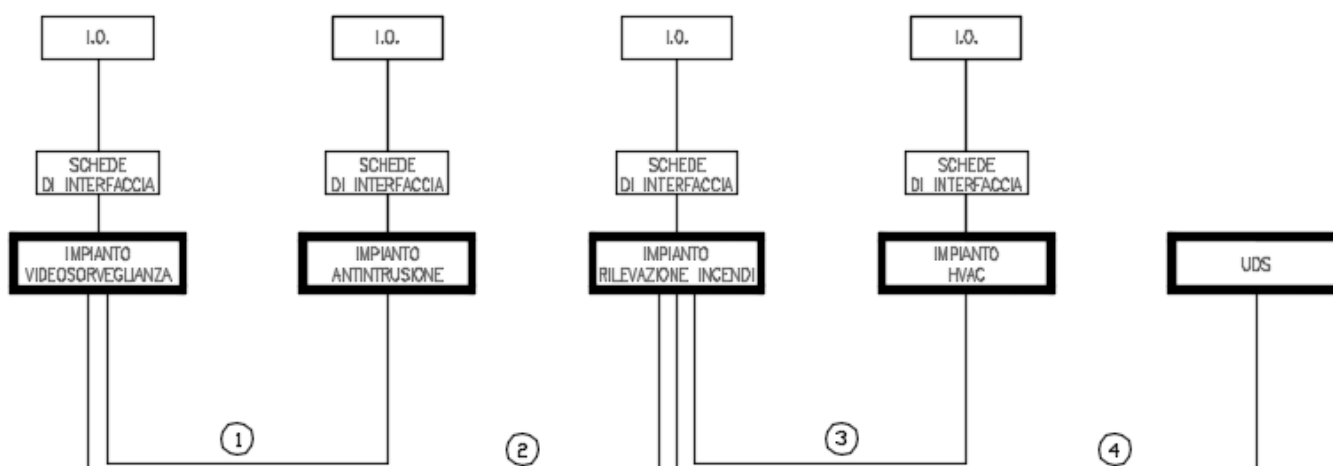 I.O.
I.O.
I.O.
I.O.
SCHEDE
DI INTERFACCIA
SCHEDE
DI INTERFACCIA
SCHEDE
DI INTERFACCIA
SCHEDE
DI INTERFACCIA
IMPIANTO
VIDEOSORVEGLIANZA
IMPIANTO
ANTINTRUSIONE
IMPIANTO
RILEVAZIONE INCENDI
IMPIANTO
HVAC
UDS
1
2
3
4